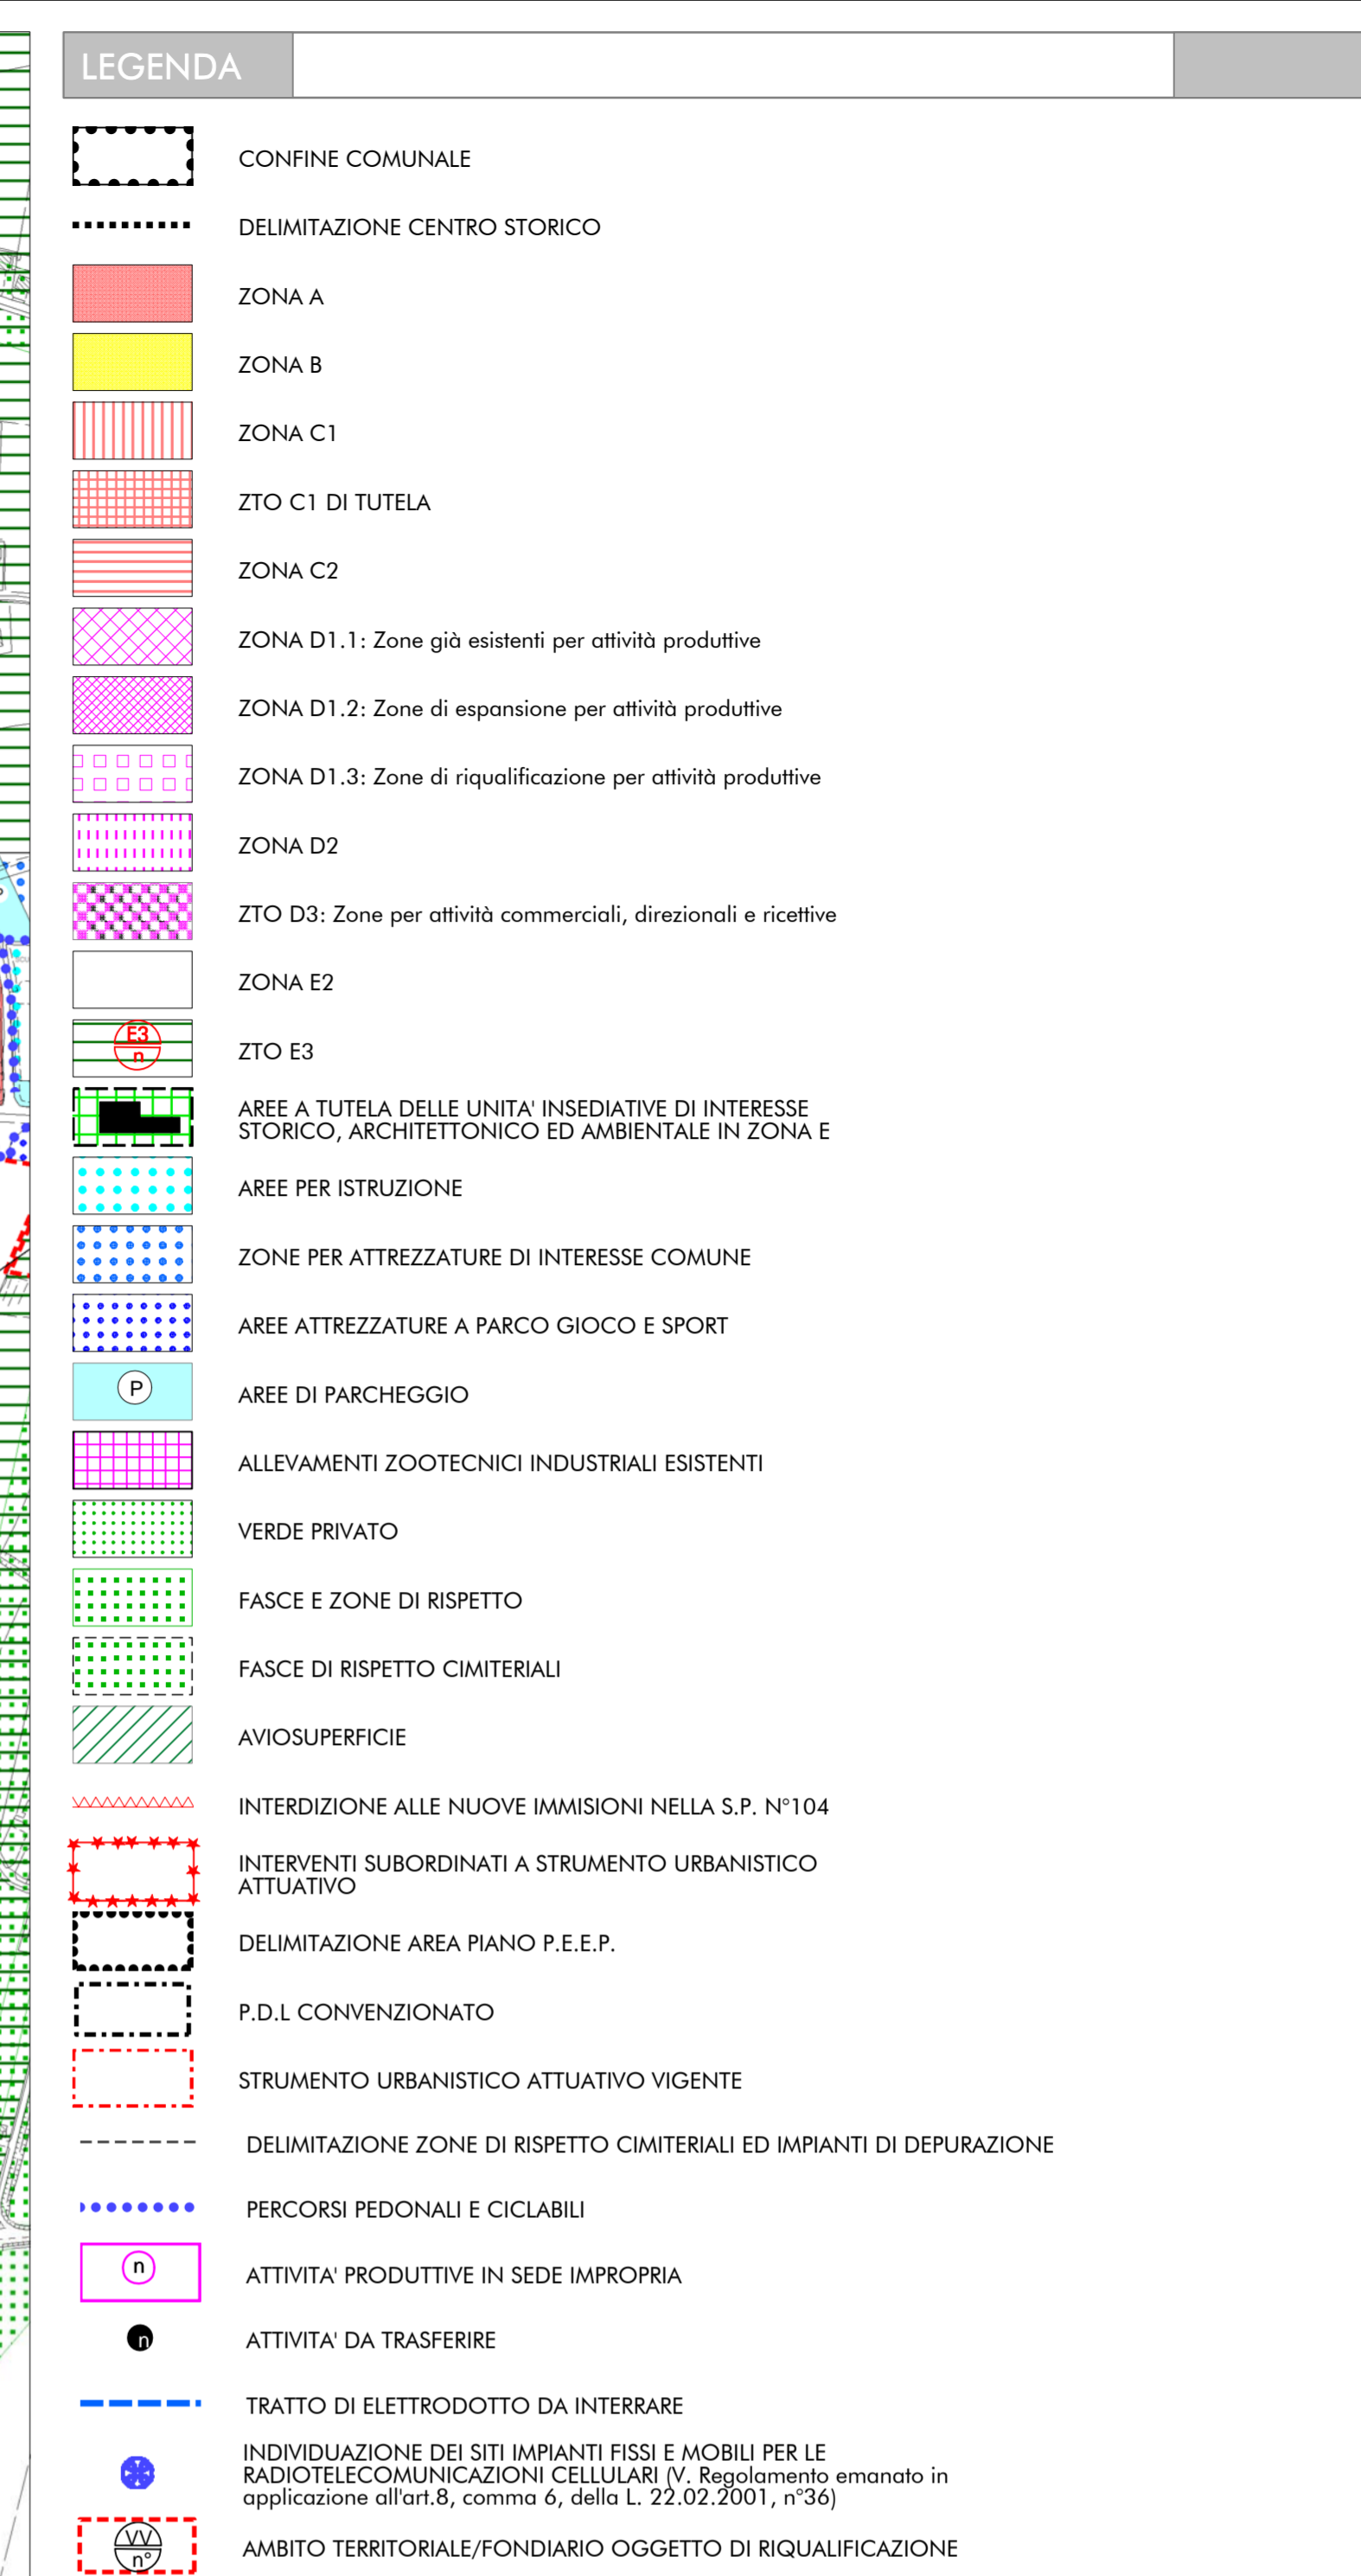 LEGENDA
CONFINE COMUNALE
DELIMITAZIONE CENTRO STORICO
ZONA A
ZONA B
ZONA C1
ZTO C1 DI TUTELA
ZONA C2
ZONA D1.1: Zone già esistenti per attività produttive
ZONA D1.2: Zone di espansione per attività produttive
ZONA D1.3: Zone di riqualificazione per attività produttive
ZONA D2
ZTO D3: Zone per attività commerciali, direzionali e ricettive
ZONA E2
E3
n
ZTO E3
AREE A TUTELA DELLE UNITA' INSEDIATIVE DI INTERESSE
STORICO, ARCHITETTONICO ED AMBIENTALE IN ZONA E
AREE PER ISTRUZIONE
ZONE PER ATTREZZATURE DI INTERESSE COMUNE
AREE ATTREZZATURE A PARCO GIOCO E SPORT
P
AREE DI PARCHEGGIO
ALLEVAMENTI ZOOTECNICI INDUSTRIALI ESISTENTI
VERDE PRIVATO
FASCE E ZONE DI RISPETTO
FASCE DI RISPETTO CIMITERIALI
AVIOSUPERFICIE
INTERDIZIONE ALLE NUOVE IMMISIONI NELLA S.P. N°104
INTERVENTI SUBORDINATI A STRUMENTO URBANISTICO
ATTUATIVO
DELIMITAZIONE AREA PIANO P.E.E.P.
P.D.L CONVENZIONATO
STRUMENTO URBANISTICO ATTUATIVO VIGENTE
DELIMITAZIONE ZONE DI RISPETTO CIMITERIALI ED IMPIANTI DI DEPURAZIONE
PERCORSI PEDONALI E CICLABILI
n
ATTIVITA' PRODUTTIVE IN SEDE IMPROPRIA
n
ATTIVITA' DA TRASFERIRE
TRATTO DI ELETTRODOTTO DA INTERRARE
INDIVIDUAZIONE DEI SITI IMPIANTI FISSI E MOBILI PER LE
RADIOTELECOMUNICAZIONI CELLULARI (V. Regolamento emanato in
applicazione all'art.8, comma 6, della L. 22.02.2001, n°36)
VV
n°
AMBITO TERRITORIALE/FONDIARIO OGGETTO DI RIQUALIFICAZIONE